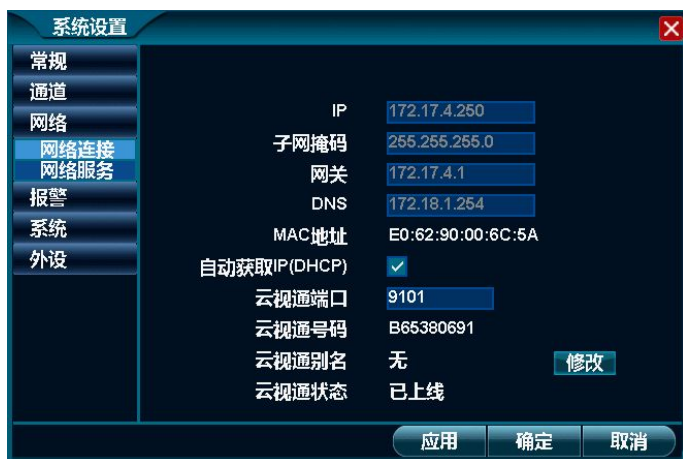 系统设置
常规
通道
网络
网络连接
网络服务
报警
系统
外设
IP 172.17.4.250
子网掩码 255.255.255.0
网关 172.17.4.1
DNS 172.18.1.254
MAC地址 E0:62:90:00:6C:5A
自动获取IP(DHCP)
云视通端口 9101
云视通号码 B65380691
云视通别名 无 修改
云视通状态 已上线
应用 确定 取消